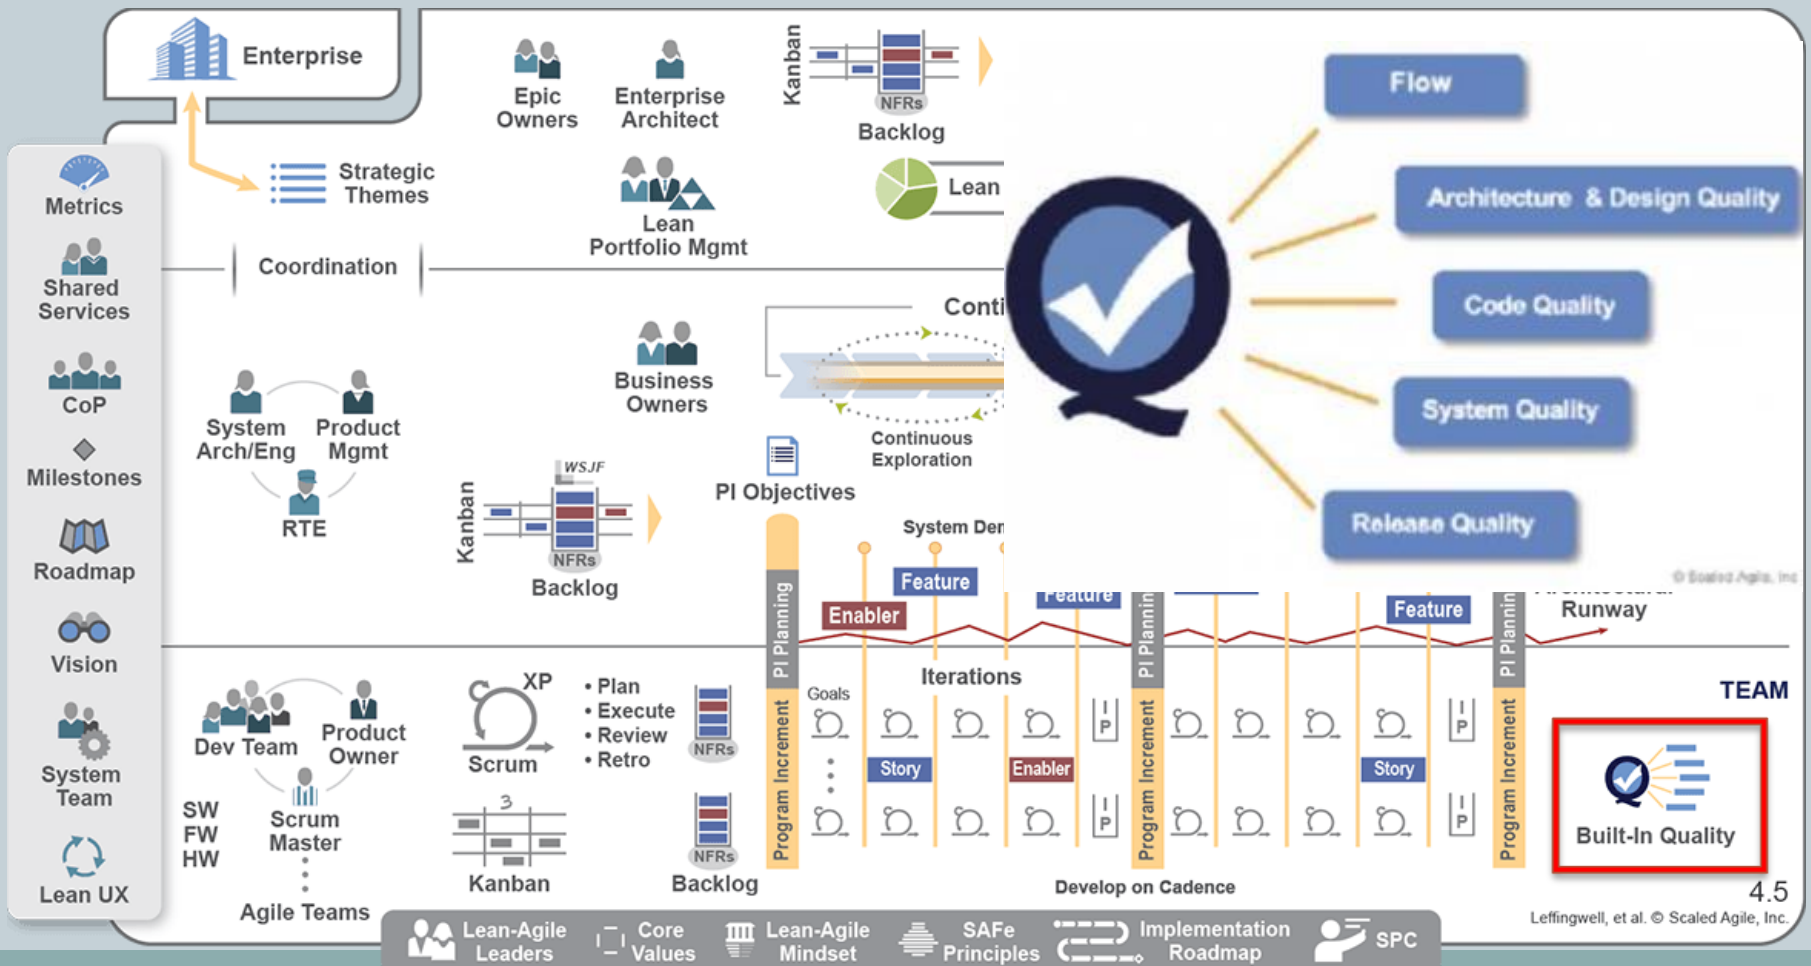 Enterprise
Strategic
Themes
Epic
Owners
Enterprise
Architect
Kanban
NFRs
Backlog
Lean
Portfolio Mgmt
Lean
Metrics
Shared
Services
CoP
Milestones
Roadmap
Vision
System
Team
Lean UX
Coordination
System
Arch/Eng
Product
Mgmt
RTE
Business
Owners
Conti
Continuous
Exploration
Kanban
WSJF
NFRs
Backlog
PI Objectives
System Dem
Feature
Enabler
Feature
Feature
PI Planning
PI Planning
PI Planning
Architectural
Runway
Flow
Architecture & Design Quality
Code Quality
System Quality
Release Quality
© Scaled Agile, Inc
Dev Team
Product
Owner
Scrum
Master
SW
FW
HW
Agile Teams
XP
Scrum
• Plan
• Execute
• Review
• Retro
3
Kanban
NFRs
NFRs
Backlog
Program Increment
Goals
Iterations
Story
Enabler
I
P
I
P
Program Increment
Story
I
P
I
P
Program Increment
Develop on Cadence
TEAM
Built-In Quality
4.5
Leffingwell, et al. © Scaled Agile, Inc.
Lean-Agile
Leaders
Core
Values
Lean-Agile
Mindset
SAFe
Principles
Implementation
Roadmap
SPC